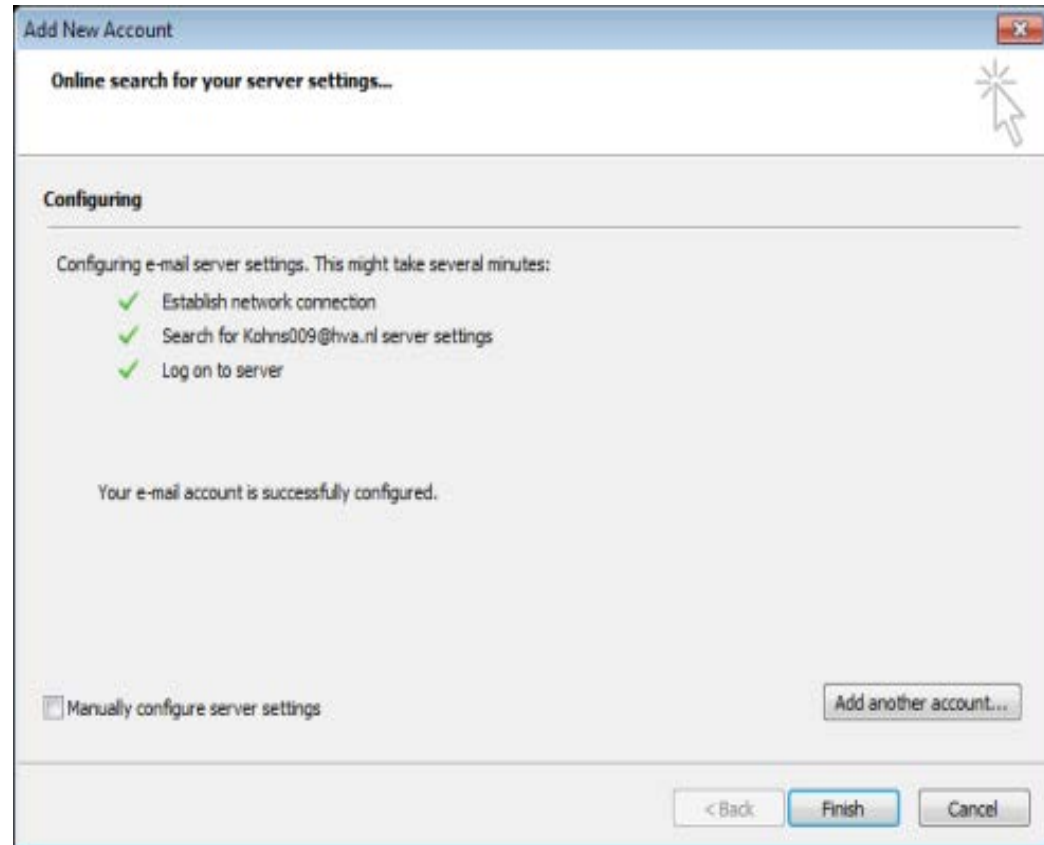 Add New Account
Online search for your server settings...
Configuring
Configuring e-mail server settings. This might take several minutes:
Establish network connection
Search for Kohns009@hva.nl server settings
Log on to server
Your e-mail account is successfully configured.
Manually configure server settings
Add another account...
< Back
Finish
Cancel